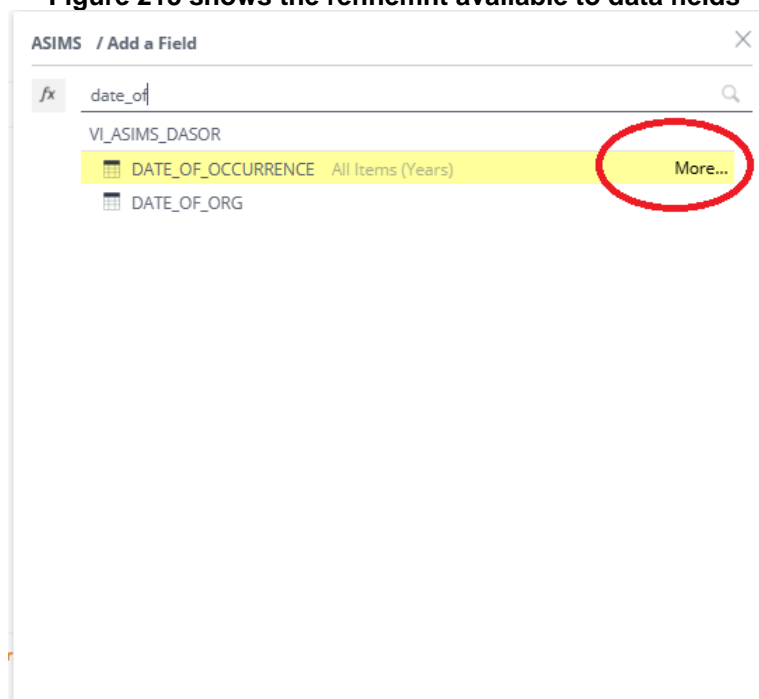 Figure 216 shows the refinemnt available to data fields
ASIMS / Add a Field
fx date_of
VI_ASIMS_DASOR
DATE_OF_OCCURRENCE All Items (Years) More...
DATE_OF_ORG